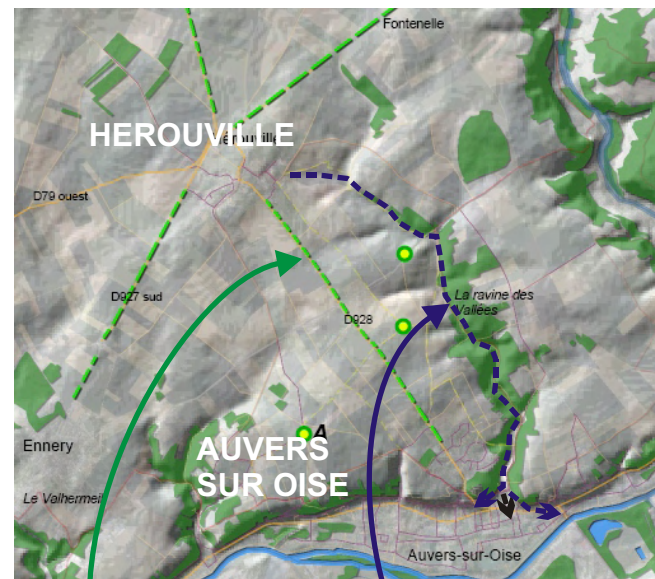 Fontenelle
HEROUVILLE
Hérouville
D79 ouest
D927 sud
La ravine des
Vallées
D928
A
AUVERS
SUR OISE
Ennery
Le Valhermeil
Auvers-sur-Oise